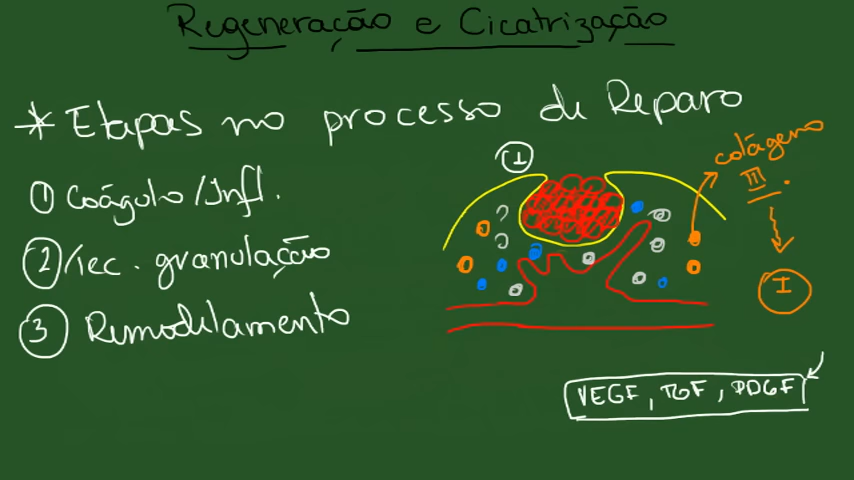 Regeneração e Cicatrização
* Etapas no processo de Reparo
① Coágulo/Infl.
② Tec. granulação
③ Remodelamento
①
colágeno
III.
I
VEGF, TGF, PDGF